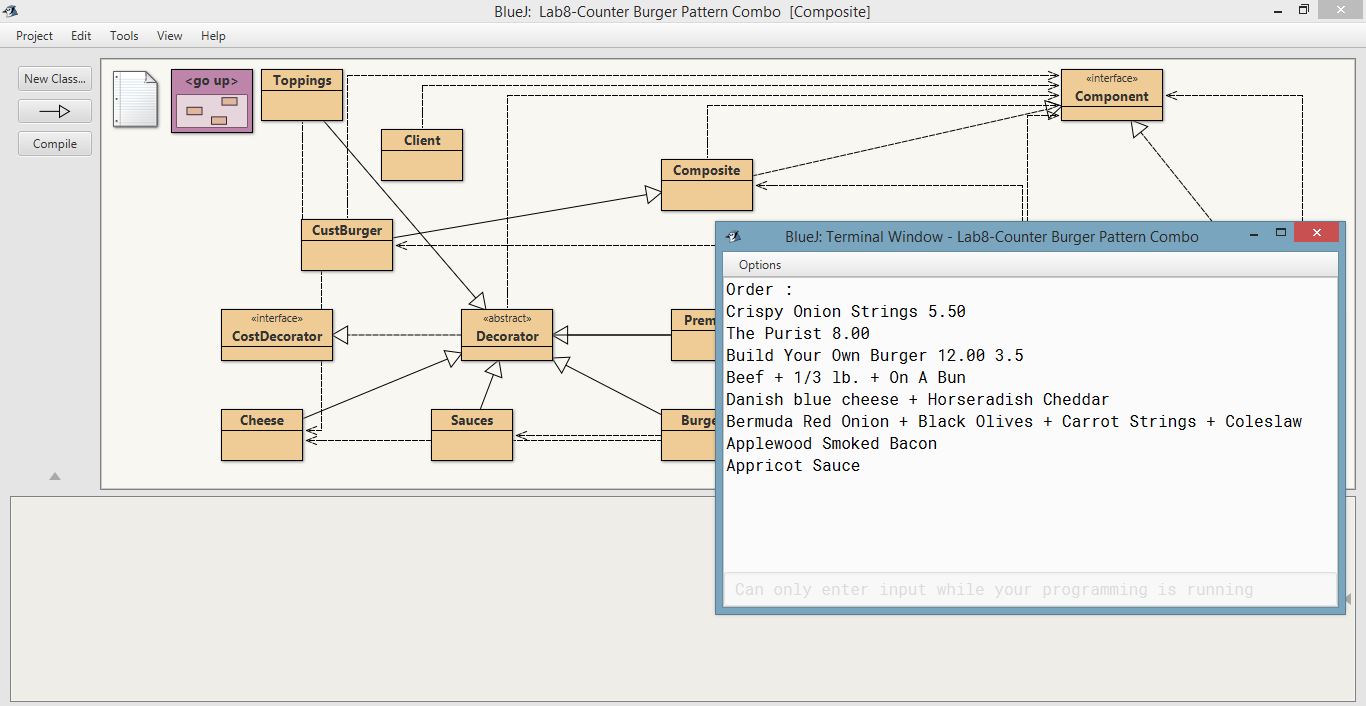 BlueJ: Lab8-Counter Burger Pattern Combo [Composite]
Project Edit Tools View Help
New Class...
Compile
<go up>
Toppings
Client
«interface»
Component
Composite
CustBurger
«interface»
CostDecorator
«abstract»
Decorator
Prem
Cheese
Sauces
Burge
BlueJ: Terminal Window - Lab8-Counter Burger Pattern Combo
Options
Order :
Crispy Onion Strings 5.50
The Purist 8.00
Build Your Own Burger 12.00 3.5
Beef + 1/3 lb. + On A Bun
Danish blue cheese + Horseradish Cheddar
Bermuda Red Onion + Black Olives + Carrot Strings + Coleslaw
Applewood Smoked Bacon
Appricot Sauce
Can only enter input while your programming is running